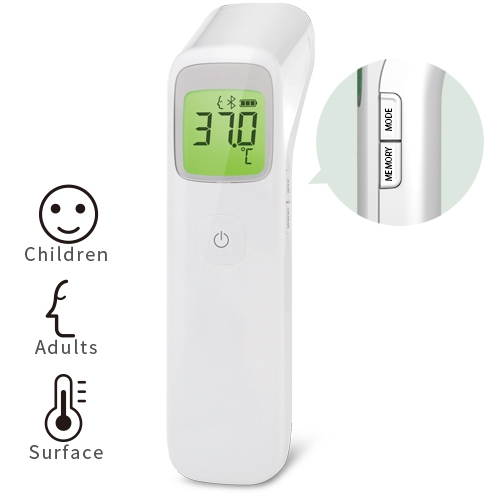 37.0
℃
MODE
MEMORY
Children
Adults
Surface